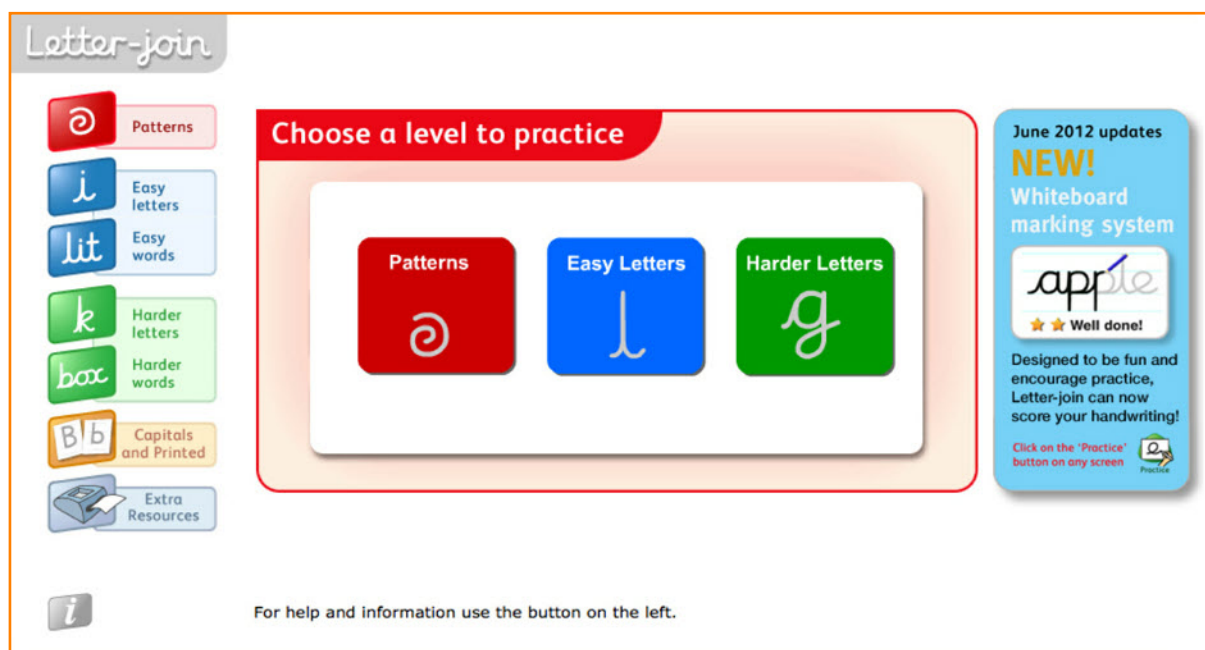 Letter-join
Patterns
i
Easy
letters
lit
Easy
words
k
Harder
letters
box
Harder
words
B b
Capitals
and Printed
Extra
Resources
i
Choose a level to practice
Patterns
Easy Letters
l
Harder Letters
g
June 2012 updates
NEW!
Whiteboard
marking system
apple
Well done!
Designed to be fun and
encourage practice,
Letter-join can now
score your handwriting!
Click on the 'Practice'
button on any screen
Practice
For help and information use the button on the left.